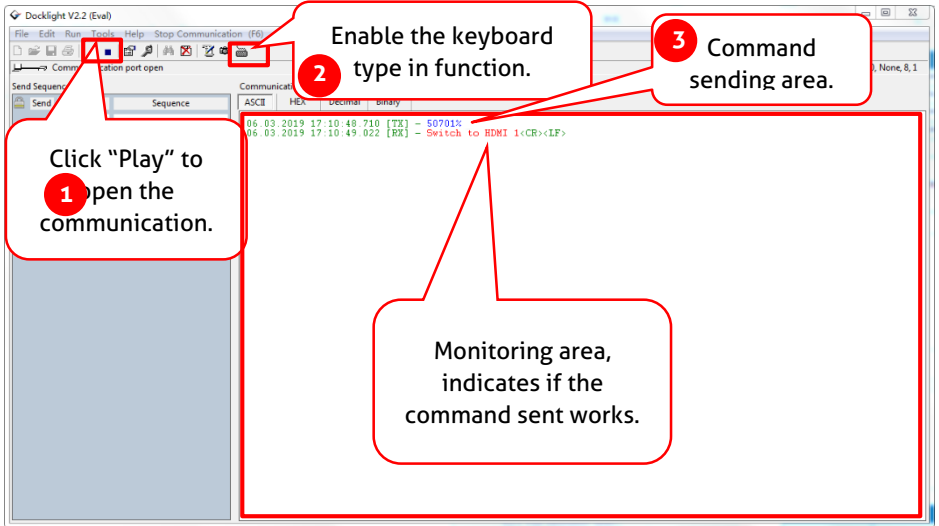 Docklight V2.2 (Eval)
File Edit Run Tools Help Stop Communication (F6)
Communication port open
None, 8, 1
Send Sequence
Communication
Send
Sequence
ASCII HEX Decimal Binary
06.03.2019 17:10:48.710 [TX] - 50701%
06.03.2019 17:10:49.022 [RX] - Switch to HDMI 1<CR><LF>
1
Click “Play” to
open the
communication.
2
Enable the keyboard
type in function.
3
Command
sending area.
Monitoring area,
indicates if the
command sent works.